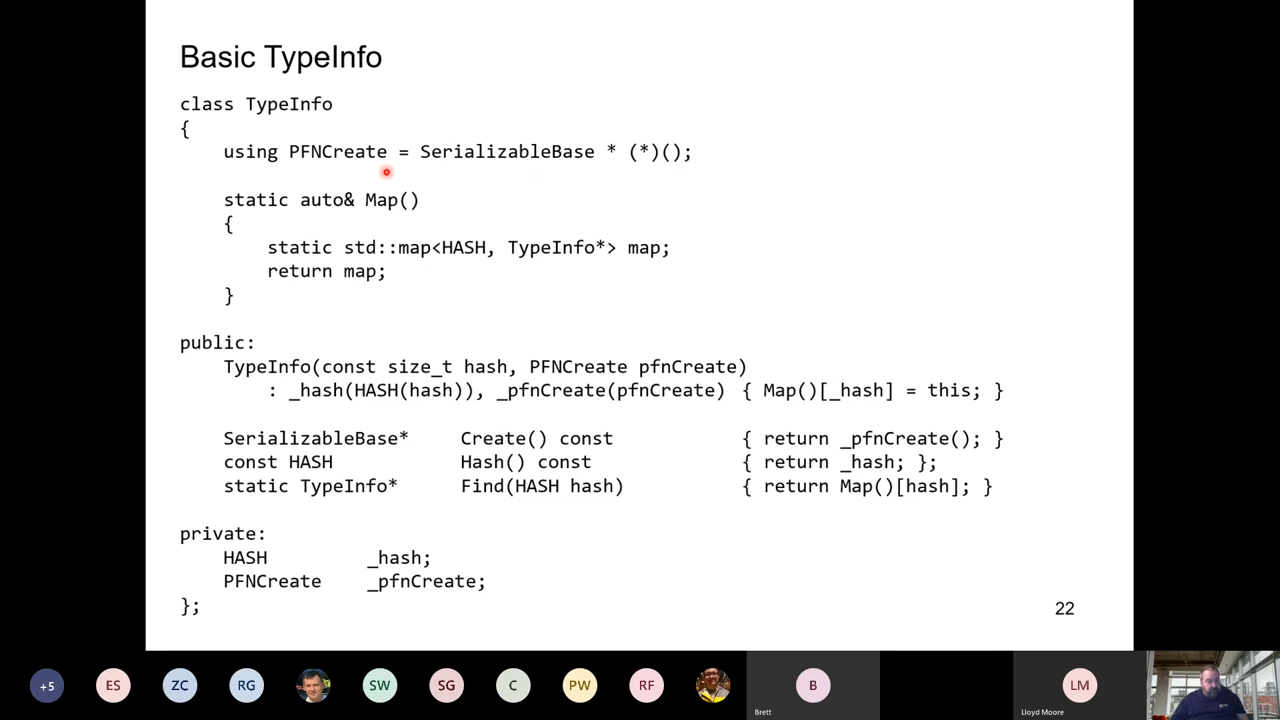 Basic TypeInfo
class TypeInfo
{
using PFNCreate = SerializableBase * (*)();
static auto& Map()
{
static std::map<HASH, TypeInfo*> map;
return map;
}
public:
TypeInfo(const size_t hash, PFNCreate pfnCreate)
: _hash(HASH(hash)), _pfnCreate(pfnCreate) { Map()[_hash] = this; }
SerializableBase* Create() const { return _pfnCreate(); }
const HASH Hash() const { return _hash; };
static TypeInfo* Find(HASH hash) { return Map()[hash]; }
private:
HASH _hash;
PFNCreate _pfnCreate;
};
22
+5 ES ZC RG SW SG C PW RF B LM
Brett Lloyd Moore